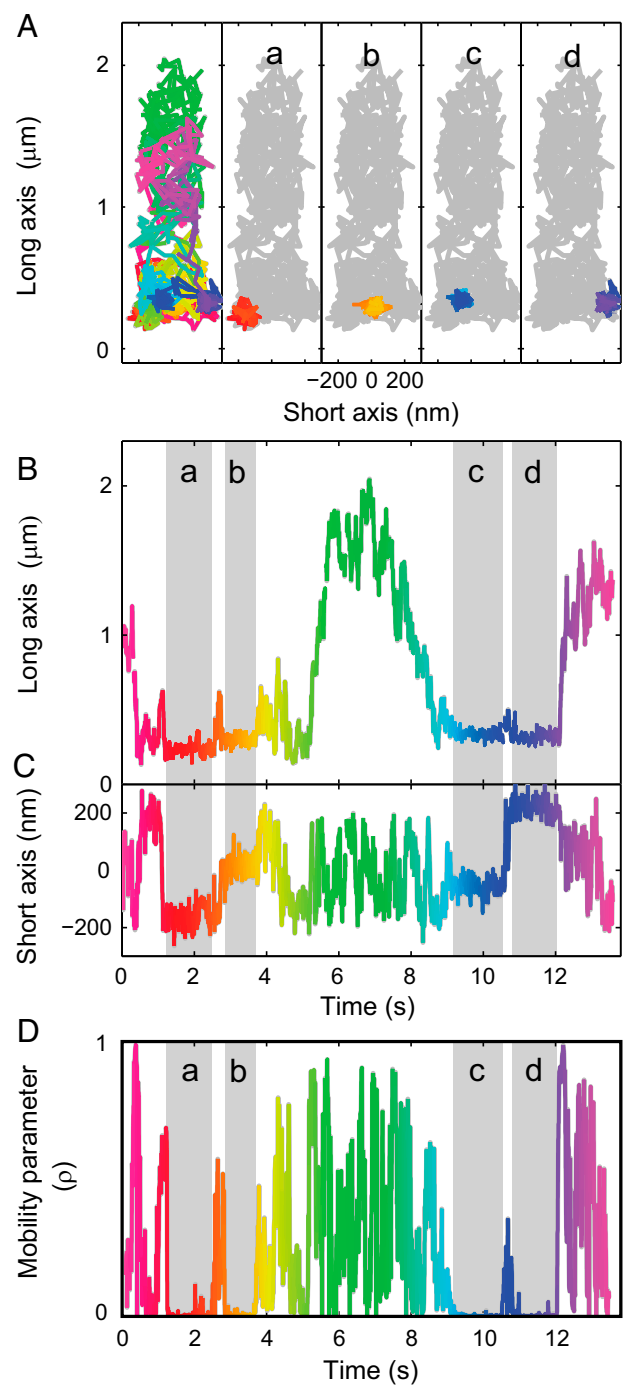 A
a b c d
2
1
0
Long axis (μm)
−200 0 200
Short axis (nm)
B
a b c d
2
1
0
Long axis (μm)
C
200
0
−200
Short axis (nm)
0 2 4 6 8 10 12
Time (s)
D
a b c d
1
0
Mobility parameter
(ρ)
0 2 4 6 8 10 12
Time (s)